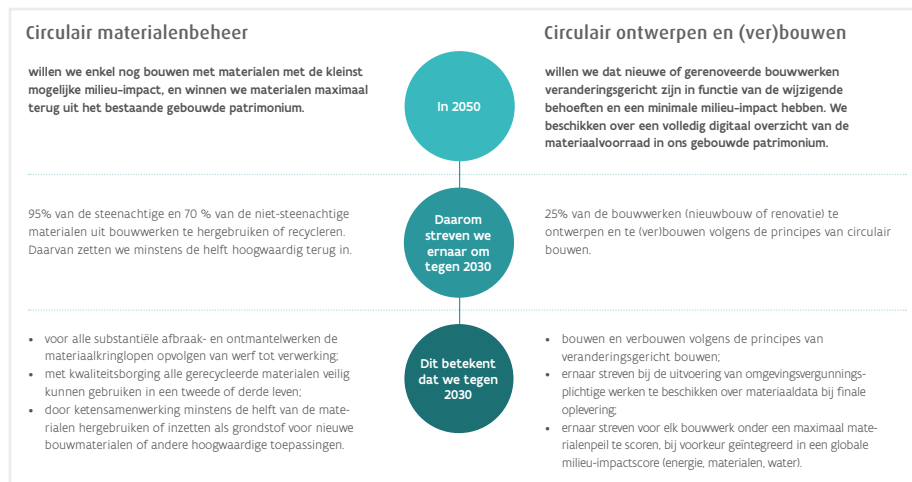 Circulair materialenbeheer
willen we enkel nog bouwen met materialen met de kleinst
mogelijke milieu-impact, en winnen we materialen maximaal
terug uit het bestaande gebouwde patrimonium.
In 2050
Circulair ontwerpen en (ver)bouwen
willen we dat nieuwe of gerenoveerde bouwwerken
veranderingsgericht zijn in functie van de wijzigende
behoeften en een minimale milieu-impact hebben. We
beschikken over een volledig digitaal overzicht van de
materiaalvoorraad in ons gebouwde patrimonium.
95% van de steenachtige en 70 % van de niet-steenachtige
materialen uit bouwwerken te hergebruiken of recycleren.
Daarvan zetten we minstens de helft hoogwaardig terug in.
Daarom
streven we
ernaar om
tegen 2030
25% van de bouwwerken (nieuwbouw of renovatie) te
ontwerpen en te (ver)bouwen volgens de principes van circulair
bouwen.
• voor alle substantiële afbraak- en ontmantelwerken de
materiaalkringlopen opvolgen van werf tot verwerking;
• met kwaliteitsborging alle gerecycleerde materialen veilig
kunnen gebruiken in een tweede of derde leven;
• door ketensamenwerking minstens de helft van de mate-
rialen hergebruiken of inzetten als grondstof voor nieuwe
bouwmaterialen of andere hoogwaardige toepassingen.
Dit betekent
dat we tegen
2030
• bouwen en verbouwen volgens de principes van
veranderingsgericht bouwen;
• ernaar streven bij de uitvoering van omgevingsvergunnings-
plichtige werken te beschikken over materiaaldata bij finale
oplevering;
• ernaar streven voor elk bouwwerk onder een maximaal mate-
rialenpeil te scoren, bij voorkeur geïntegreerd in een globale
milieu-impactscore (energie, materialen, water).